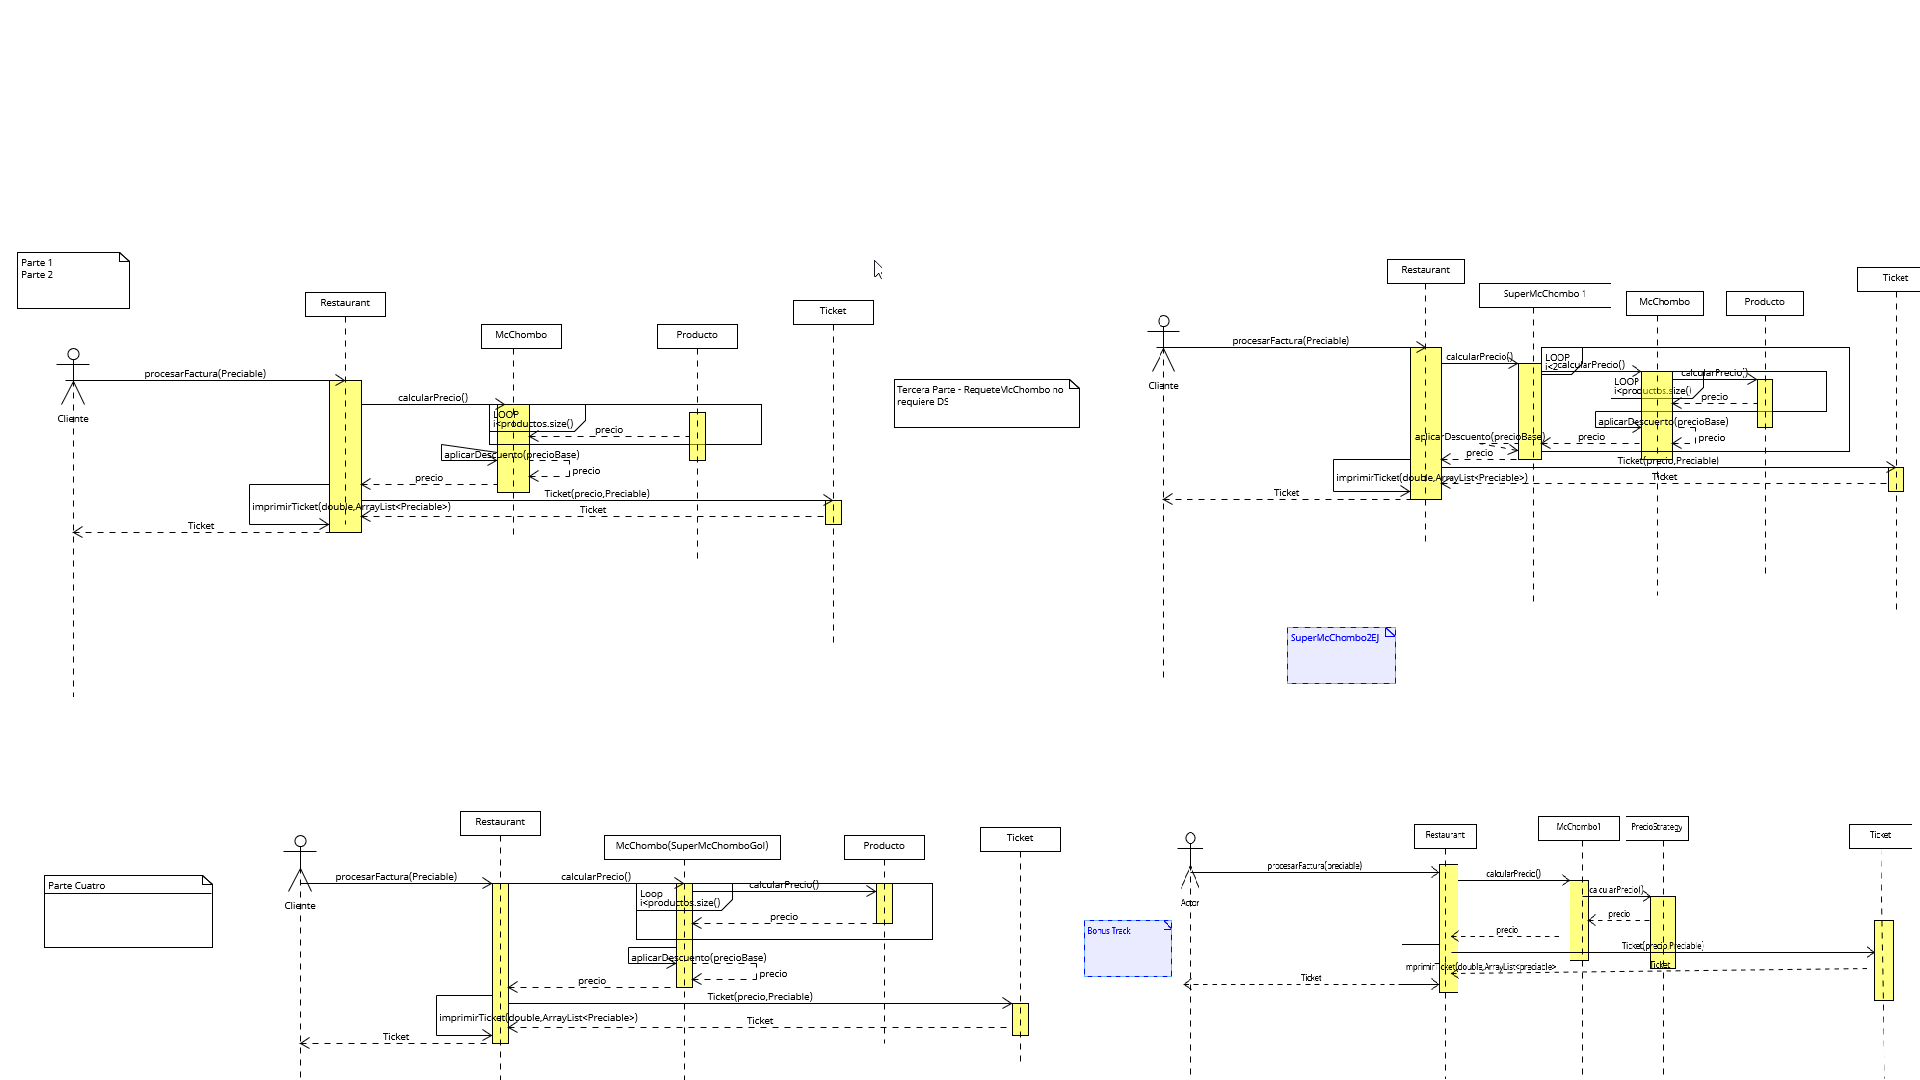 Parte 1
Parte 2
Restaurant
McChombo
Producto
Ticket
Cliente
procesarFactura(Preciable)
calcularPrecio()
LOOP
i<productos.size()
precio
aplicarDescuento(precioBase)
precio
precio
Ticket(precio,Preciable)
imprimirTicket(double,ArrayList<Preciable>)
Ticket
Ticket
Tercera Parte - RequeteMcChombo no
requiere DS
Restaurant
SuperMcChombo 1
McChombo
Producto
Ticket
Cliente
procesarFactura(Preciable)
calcularPrecio()
LOOP
i<2
calcularPrecio()
calcularPrecio()
LOOP
i<productos.size()
precio
aplicarDescuento(precioBase)
aplicarDescuento(precioBase)
precio
precio
precio
Ticket(precio,Preciable)
imprimirTicket(double,ArrayList<Preciable>)
Ticket
Ticket
SuperMcChombo2EJ
Parte Cuatro
Restaurant
McChombo(SuperMcChomboGol)
Producto
Ticket
Cliente
procesarFactura(Preciable)
calcularPrecio()
Loop
i<productos.size()
calcularPrecio()
precio
aplicarDescuento(precioBase)
precio
precio
Ticket(precio,Preciable)
imprimirTicket(double,ArrayList<Preciable>)
Ticket
Ticket
Bonus Track
Restaurant
McChombo1
PrecioStrategy
Ticket
Actor
procesarFactura(preciable)
calcularPrecio()
calcularPrecio()
precio
precio
Ticket(precio,Preciable)
imprimirTicket(double,ArrayList<preciable>
Ticket
Ticket